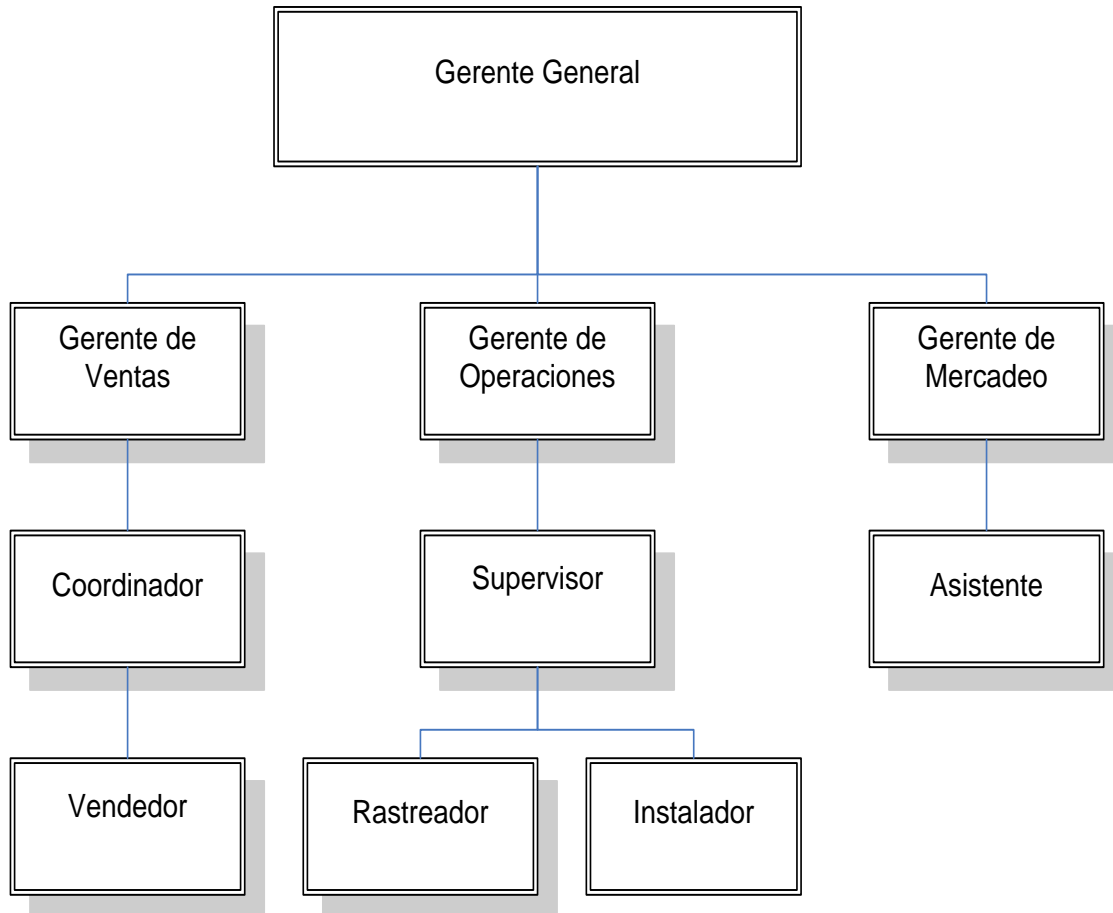 Gerente General
Gerente de
Ventas
Gerente de
Operaciones
Gerente de
Mercadeo
Coordinador
Supervisor
Asistente
Vendedor
Rastreador
Instalador